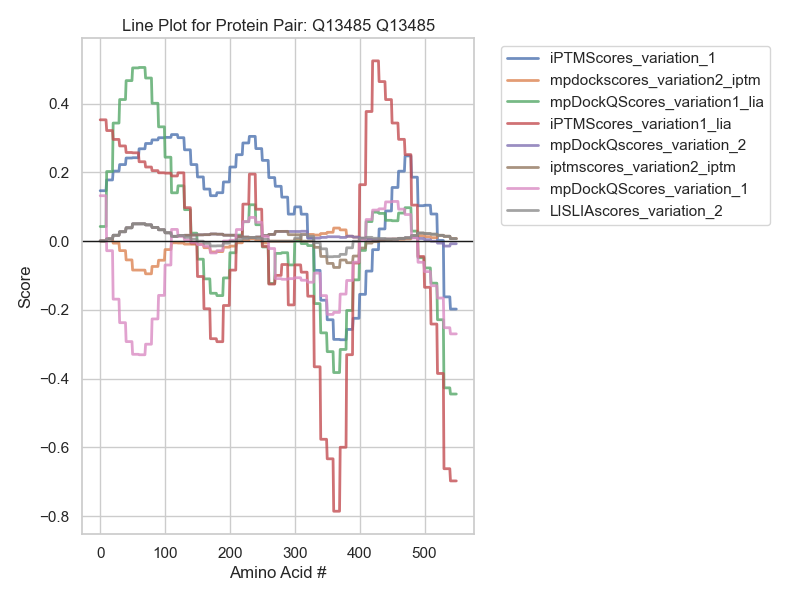 Line Plot for Protein Pair: Q13485 Q13485
iPTMScores_variation_1
mpdockscores_variation2_iptm
mpDockQScores_variation1_lia
iPTMScores_variation1_lia
mpDockQscores_variation_2
iptmscores_variation2_iptm
mpDockQScores_variation_1
LISLIAscores_variation_2
Score
0.4
0.2
0.0
−0.2
−0.4
−0.6
−0.8
0 100 200 300 400 500
Amino Acid #